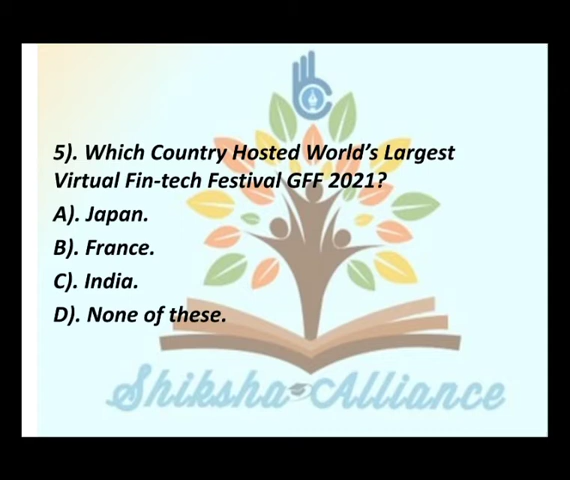 5). Which Country Hosted World's Largest
Virtual Fin-tech Festival GFF 2021?
A). Japan.
B). France.
C). India.
D). None of these.
Shiksha Alliance